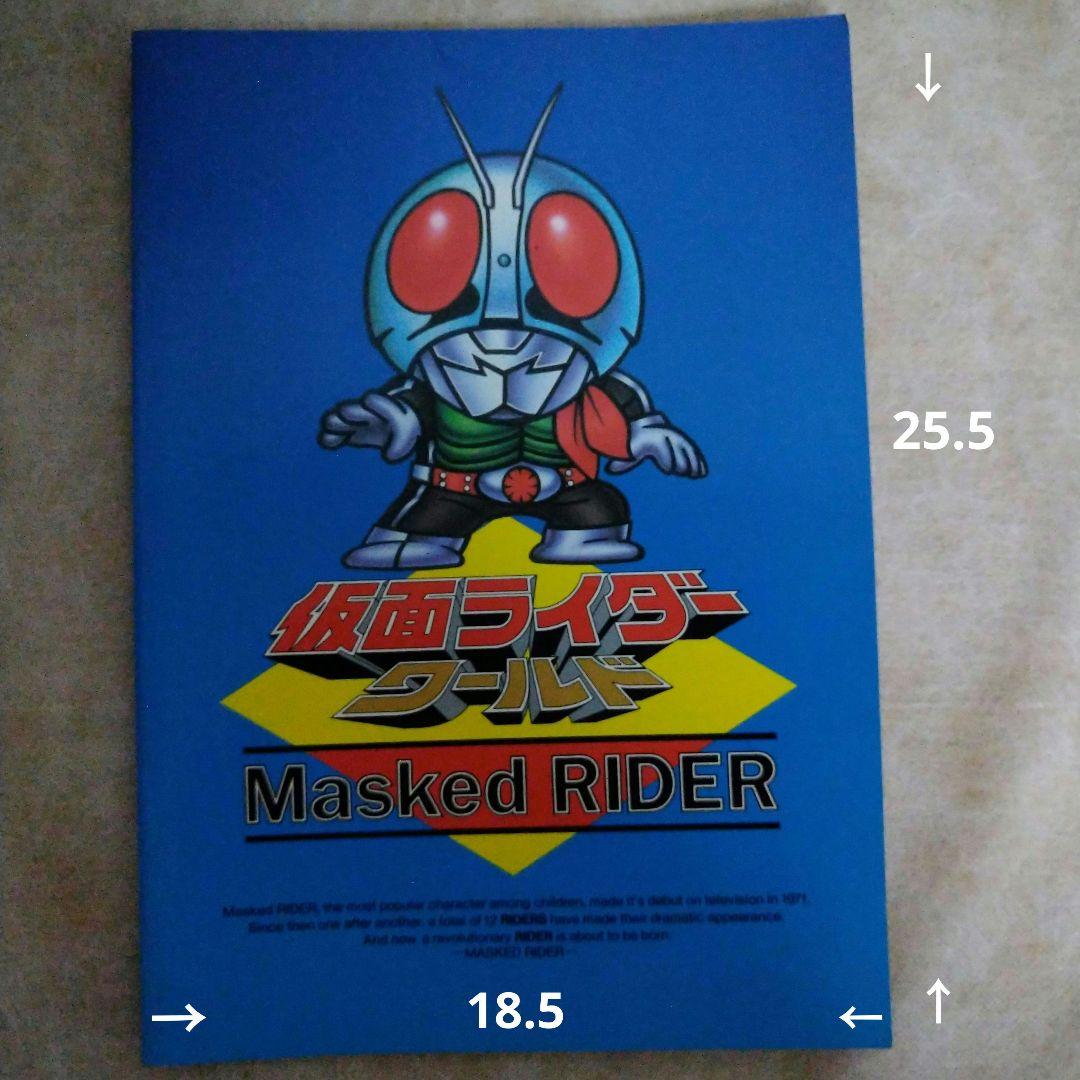 ↓
25.5
仮面ライダー
ワールド
Masked RIDER
Masked RIDER, the most popular character among children, made it's debut on television in 1971.
Since then one after another, a total of 12 RIDERS have made their dramatic appearance.
And now, a revolutionary RIDER is about to be born.
—MASKED RIDER—
→ 18.5 ← ↑